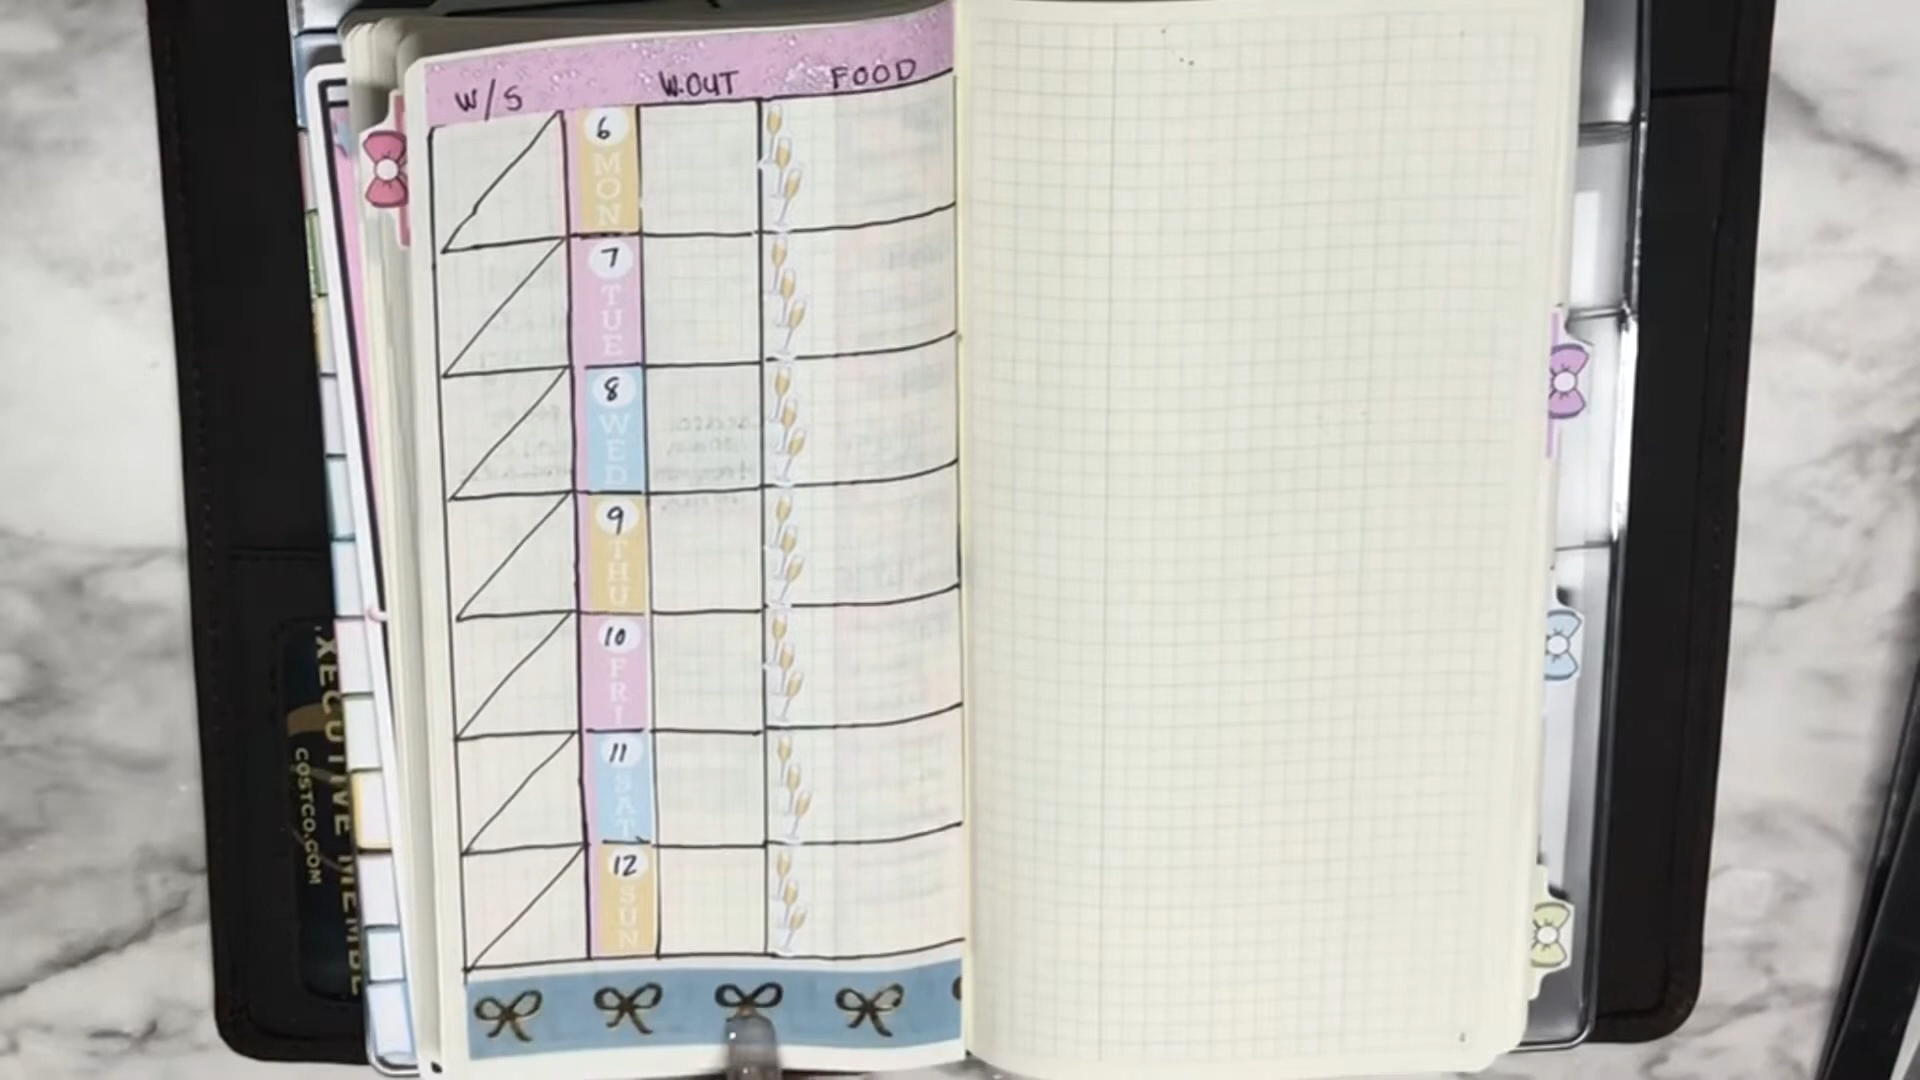 W/S W.OUT FOOD
6 MON
7 TUE
8 WED
9 THU
10 FRI
11 SAT
12 SUN
XECUTIVE MEMBE
COSTCO.COM